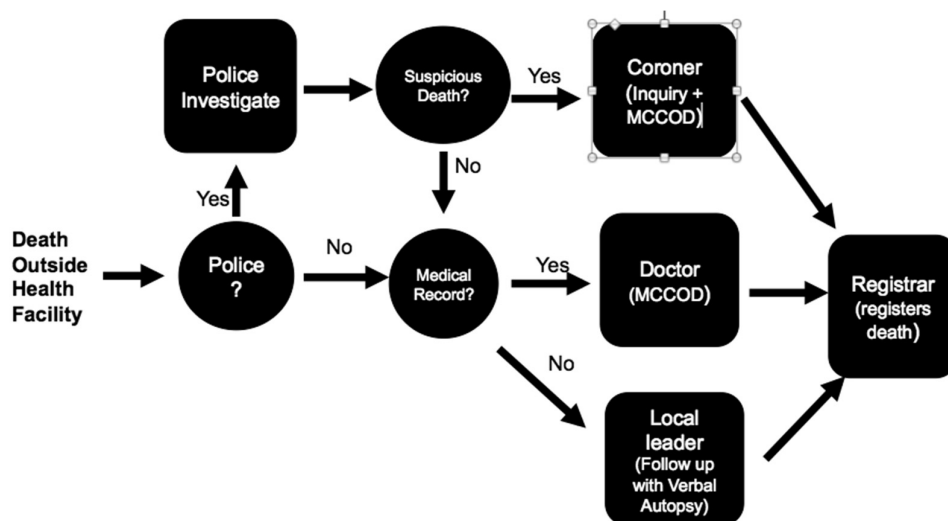 Police
Investigate
Suspicious
Death?
Yes
Coroner
(Inquiry +
MCCOD)
No
Yes
Death
Outside
Health
Facility
Police
?
No
Medical
Record?
Yes
Doctor
(MCCOD)
Registrar
(registers
death)
No
Local
leader
(Follow up
with Verbal
Autopsy)